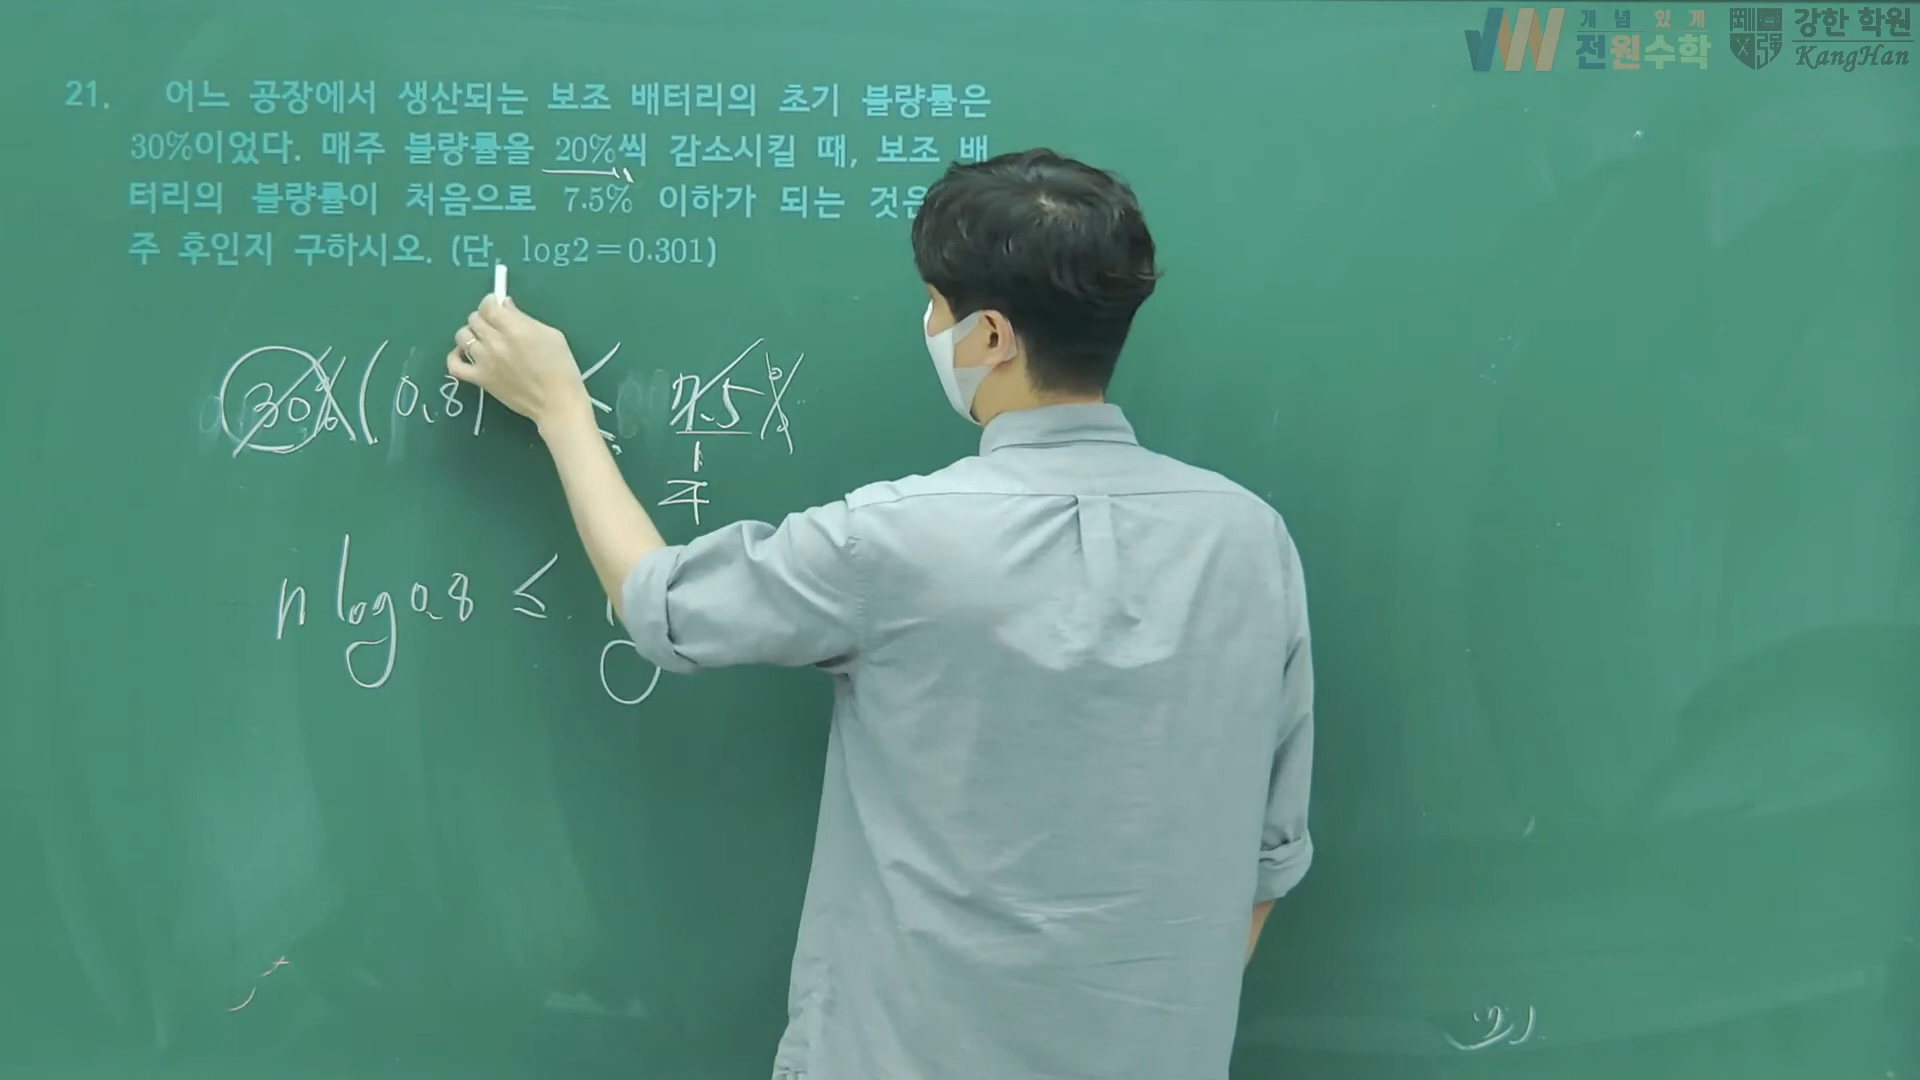 개념있게
전원수학
강한 학원
KangHan
21. 어느 공장에서 생산되는 보조 배터리의 초기 불량률은
30%이었다. 매주 불량률을 20%씩 감소시킬 때, 보조 배
터리의 불량률이 처음으로 7.5% 이하가 되는 것은
주 후인지 구하시오. (단, log2=0.301)
30% (0.8) ≤ 7.5%
1
4
n log 0.8 ≤